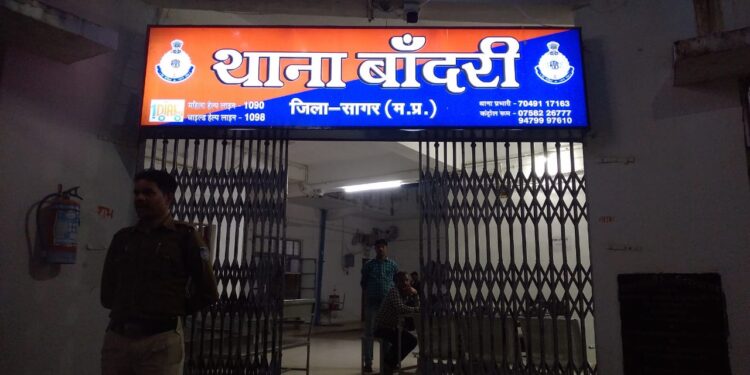 थाना बाँदरी
जिला-सागर (म.प्र.)
महिला हेल्प लाइन - 1090
चाइल्ड हेल्प लाइन - 1098
थाना प्रभारी - 70491 17163
कंट्रोल रूम - 07582 26777
94799 97610